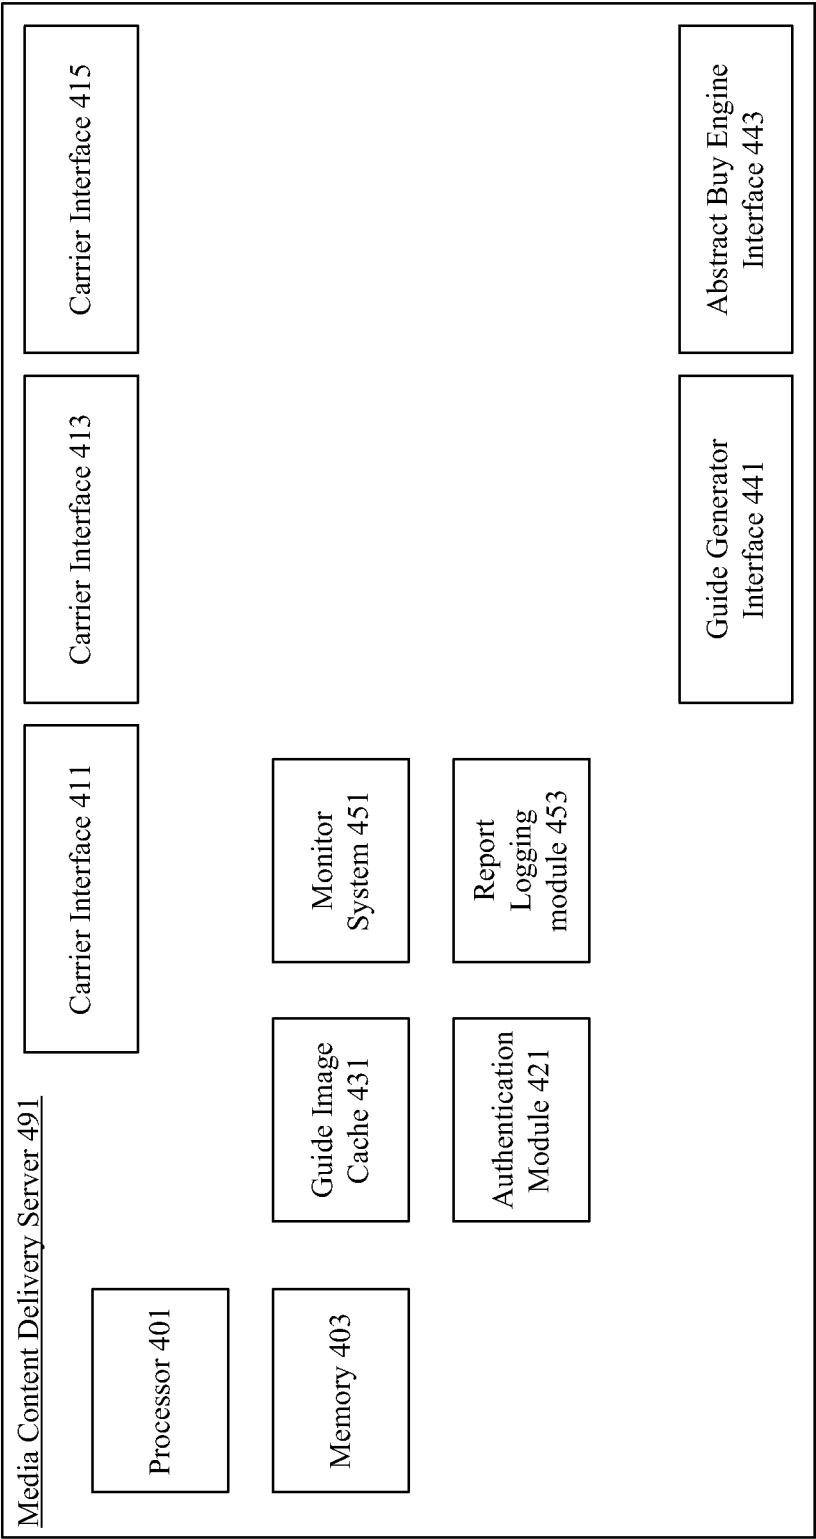 Media Content Delivery Server 491
Carrier Interface 411
Carrier Interface 413
Carrier Interface 415
Processor 401
Memory 403
Guide Image
Cache 431
Monitor
System 451
Authentication
Module 421
Report
Logging
module 453
Guide Generator
Interface 441
Abstract Buy Engine
Interface 443